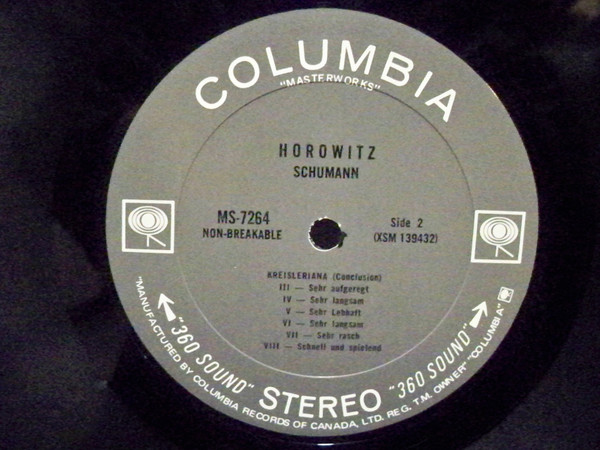 COLUMBIA
"MASTERWORKS"
HOROWITZ
SCHUMANN
MS-7264
NON-BREAKABLE
Side 2
(XSM 139432)
KREISLERIANA (Conclusion)
III — Sehr aufgeregt
IV — Sehr langsam
V — Sehr Lebhaft
VI — Sehr langsam
VII — Sehr rasch
VIII — Schnell und spielend
"360 SOUND" STEREO "360 SOUND"
"MANUFACTURED BY COLUMBIA RECORDS OF CANADA, LTD. REG. T.M. OWNER" "COLUMBIA"